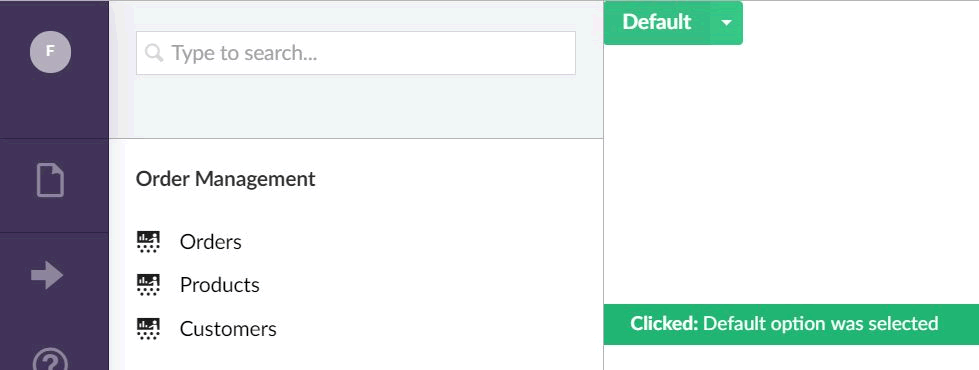 F
Type to search...
Default
Order Management
Orders
Products
Customers
Clicked: Default option was selected